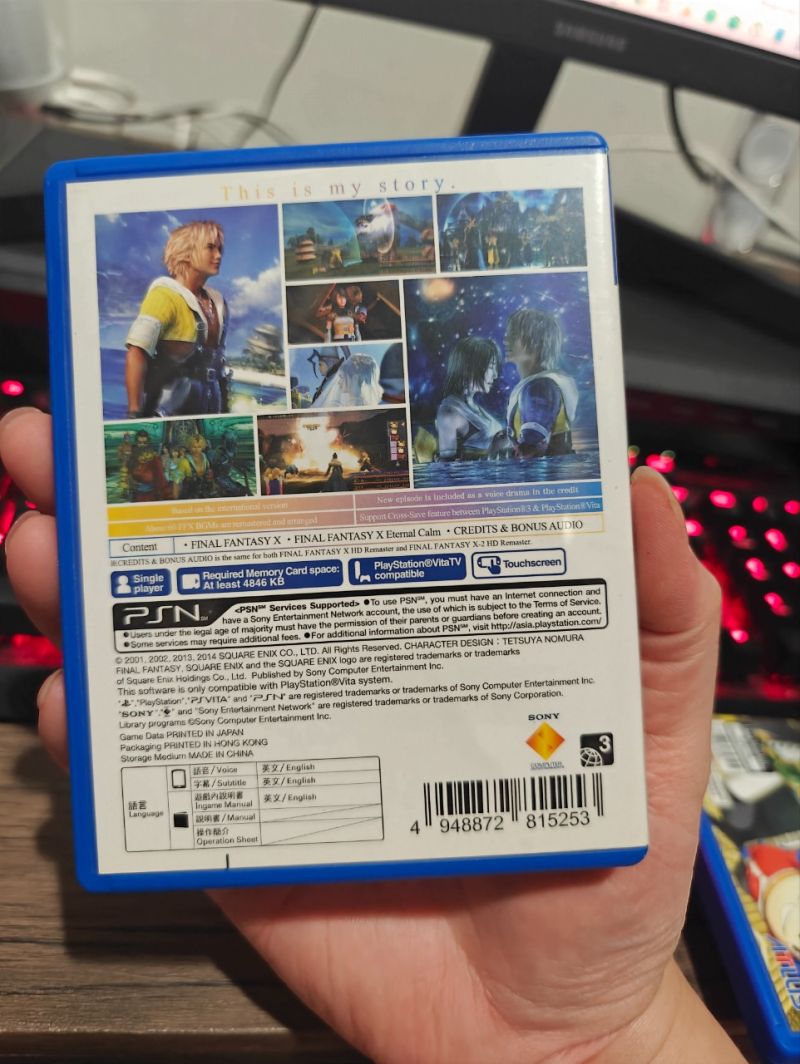 SAMSUNG
This is my story.
Based on the international version
New episode is included as a voice drama in the credit
About 60 FFX BGMs are remastered and arranged
Support Cross-Save feature between PlayStation®3 & PlayStation®Vita
Content
・FINAL FANTASY X ・FINAL FANTASY X Eternal Calm ・CREDITS & BONUS AUDIO
※CREDITS & BONUS AUDIO is the same for both FINAL FANTASY X HD Remaster and FINAL FANTASY X-2 HD Remaster.
Single player
Required Memory Card space: At least 4846 KB
PlayStation®VitaTV compatible
Touchscreen
PSN℠ <PSN℠ Services Supported> ●To use PSN℠, you must have an Internet connection and
have a Sony Entertainment Network account, the use of which is subject to the Terms of Service.
●Users under the legal age of majority must have the permission of their parents or guardians before creating an account.
●Some services may require additional fees. ●For additional information about PSN℠, visit http://asia.playstation.com/
© 2001, 2002, 2013, 2014 SQUARE ENIX CO., LTD. All Rights Reserved. CHARACTER DESIGN : TETSUYA NOMURA
FINAL FANTASY, SQUARE ENIX and the SQUARE ENIX logo are registered trademarks or trademarks
of Square Enix Holdings Co., Ltd. Published by Sony Computer Entertainment Inc.
This software is only compatible with PlayStation®Vita system.
"PlayStation", "PSVITA" and "PSN" are registered trademarks or trademarks of Sony Computer Entertainment Inc.
"SONY", and "Sony Entertainment Network" are registered trademarks or trademarks of Sony Corporation.
Library programs ©Sony Computer Entertainment Inc.
Game Data PRINTED IN JAPAN
Packaging PRINTED IN HONG KONG
Storage Medium MADE IN CHINA
語言 Language
語音/Voice 英文/English
字幕/Subtitle 英文/English
遊戲內說明書 Ingame Manual 英文/English
說明書/Manual
操作簡介 Operation Sheet
SONY
COMPUTER
3
4 948872 815253
ATLUS